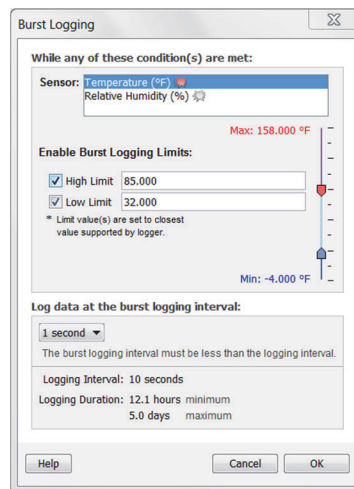 Burst Logging
While any of these condition(s) are met:
Sensor: Temperature (°F)
Relative Humidity (%)
Max: 158.000 °F
Enable Burst Logging Limits:
High Limit 85.000
Low Limit 32.000
* Limit value(s) are set to closest
value supported by logger.
Min: -4.000 °F
Log data at the burst logging interval:
1 second
The burst logging interval must be less than the logging interval.
Logging Interval: 10 seconds
Logging Duration: 12.1 hours minimum
5.0 days maximum
Help Cancel OK